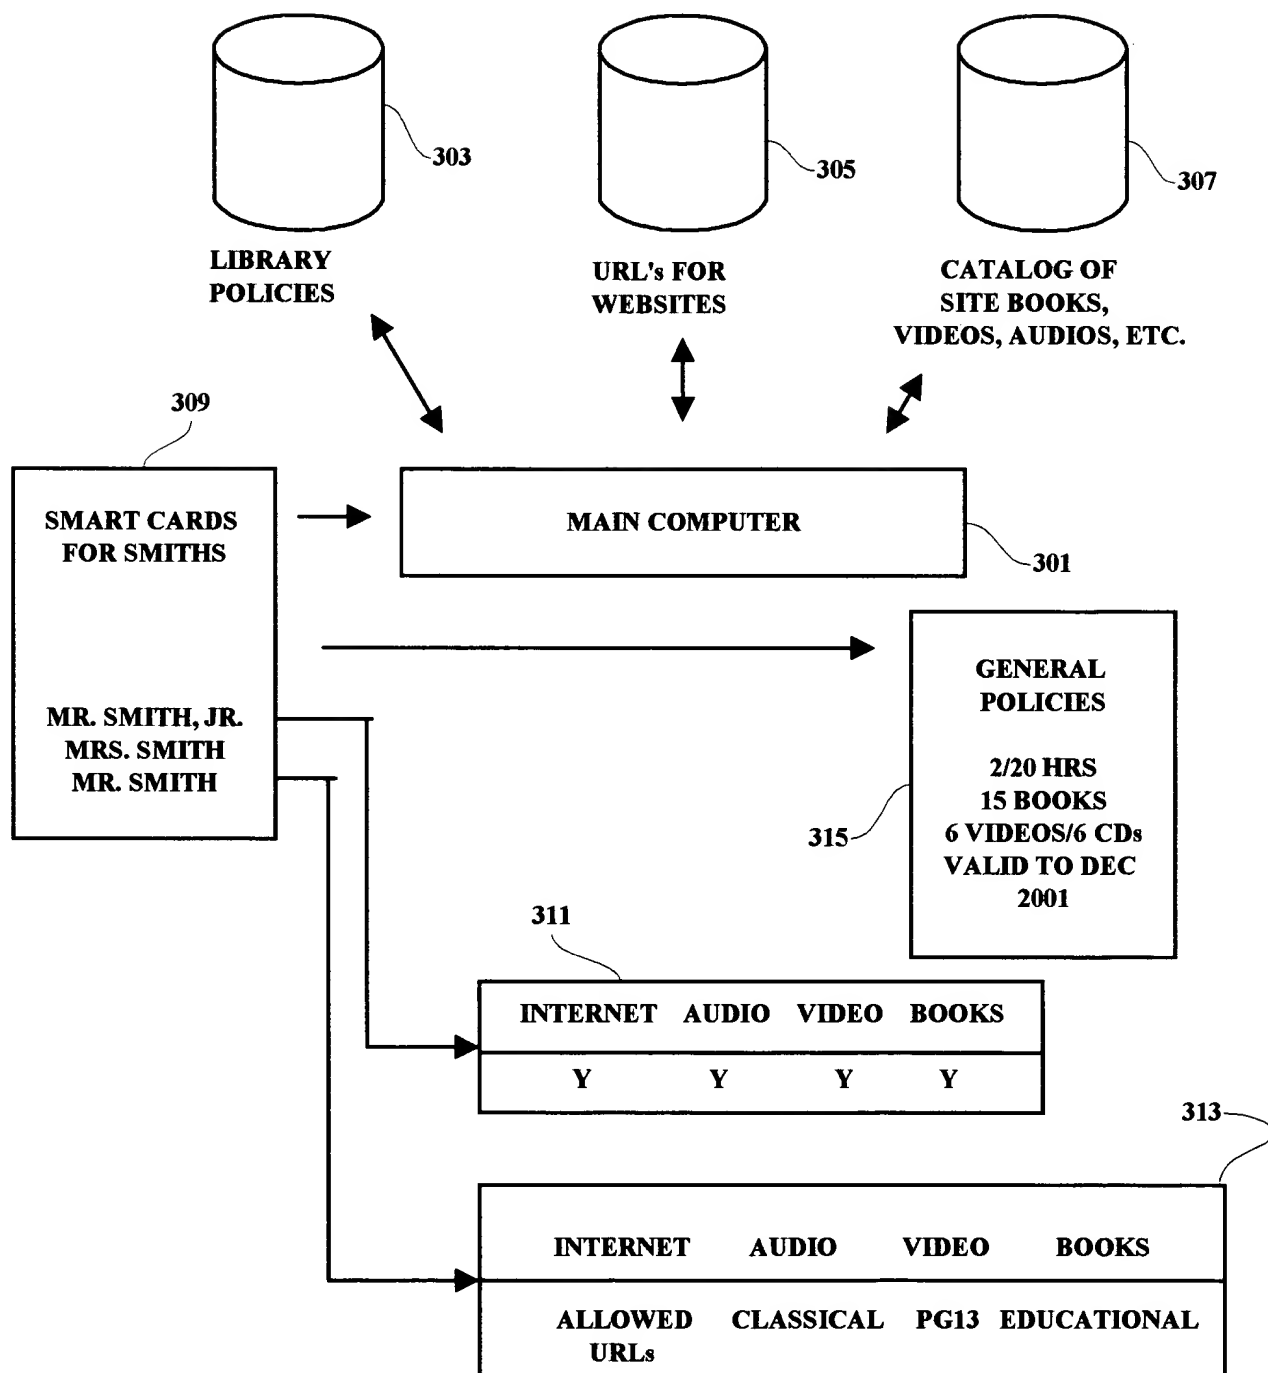 303
305
307
LIBRARY
POLICIES
URL's FOR
WEBSITES
CATALOG OF
SITE BOOKS,
VIDEOS, AUDIOS, ETC.
309
SMART CARDS
FOR SMITHS
MR. SMITH, JR.
MRS. SMITH
MR. SMITH
MAIN COMPUTER
301
GENERAL
POLICIES
2/20 HRS
15 BOOKS
6 VIDEOS/6 CDs
VALID TO DEC
2001
315
311
INTERNET AUDIO VIDEO BOOKS
Y Y Y Y
313
INTERNET AUDIO VIDEO BOOKS
ALLOWED CLASSICAL PG13 EDUCATIONAL
URLs